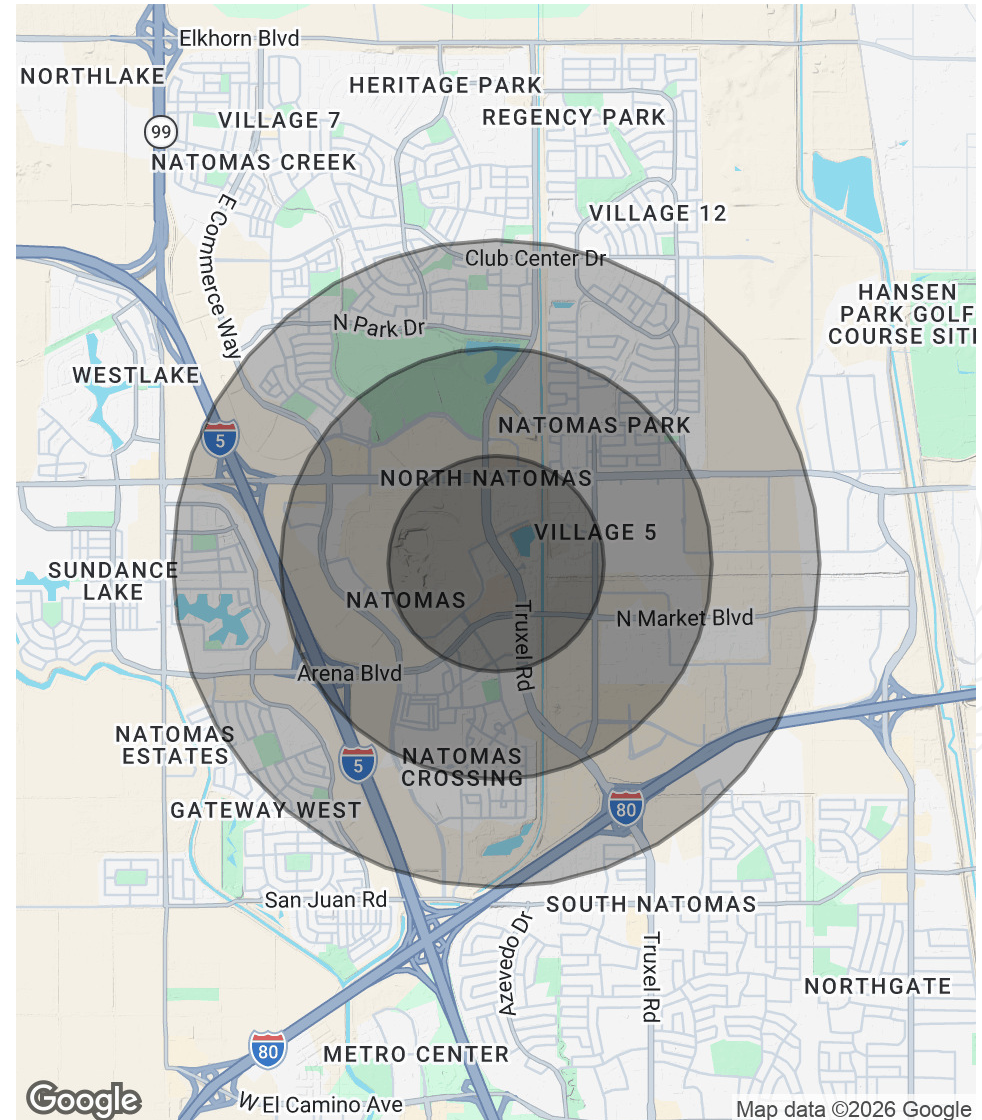 Elkhorn Blvd
NORTHLAKE
HERITAGE PARK
99
VILLAGE 7
REGENCY PARK
NATOMAS CREEK
E Commerce Way
VILLAGE 12
Club Center Dr
HANSEN
PARK GOLF
COURSE SITE
N Park Dr
WESTLAKE
5
NATOMAS PARK
NORTH NATOMAS
VILLAGE 5
SUNDANCE
LAKE
NATOMAS
Truxel Rd
N Market Blvd
Arena Blvd
NATOMAS
ESTATES
5
NATOMAS
CROSSING
GATEWAY WEST
80
San Juan Rd
SOUTH NATOMAS
Azevedo Dr
Truxel Rd
NORTHGATE
80
METRO CENTER
W El Camino Ave
Google
Map data ©2026 Google